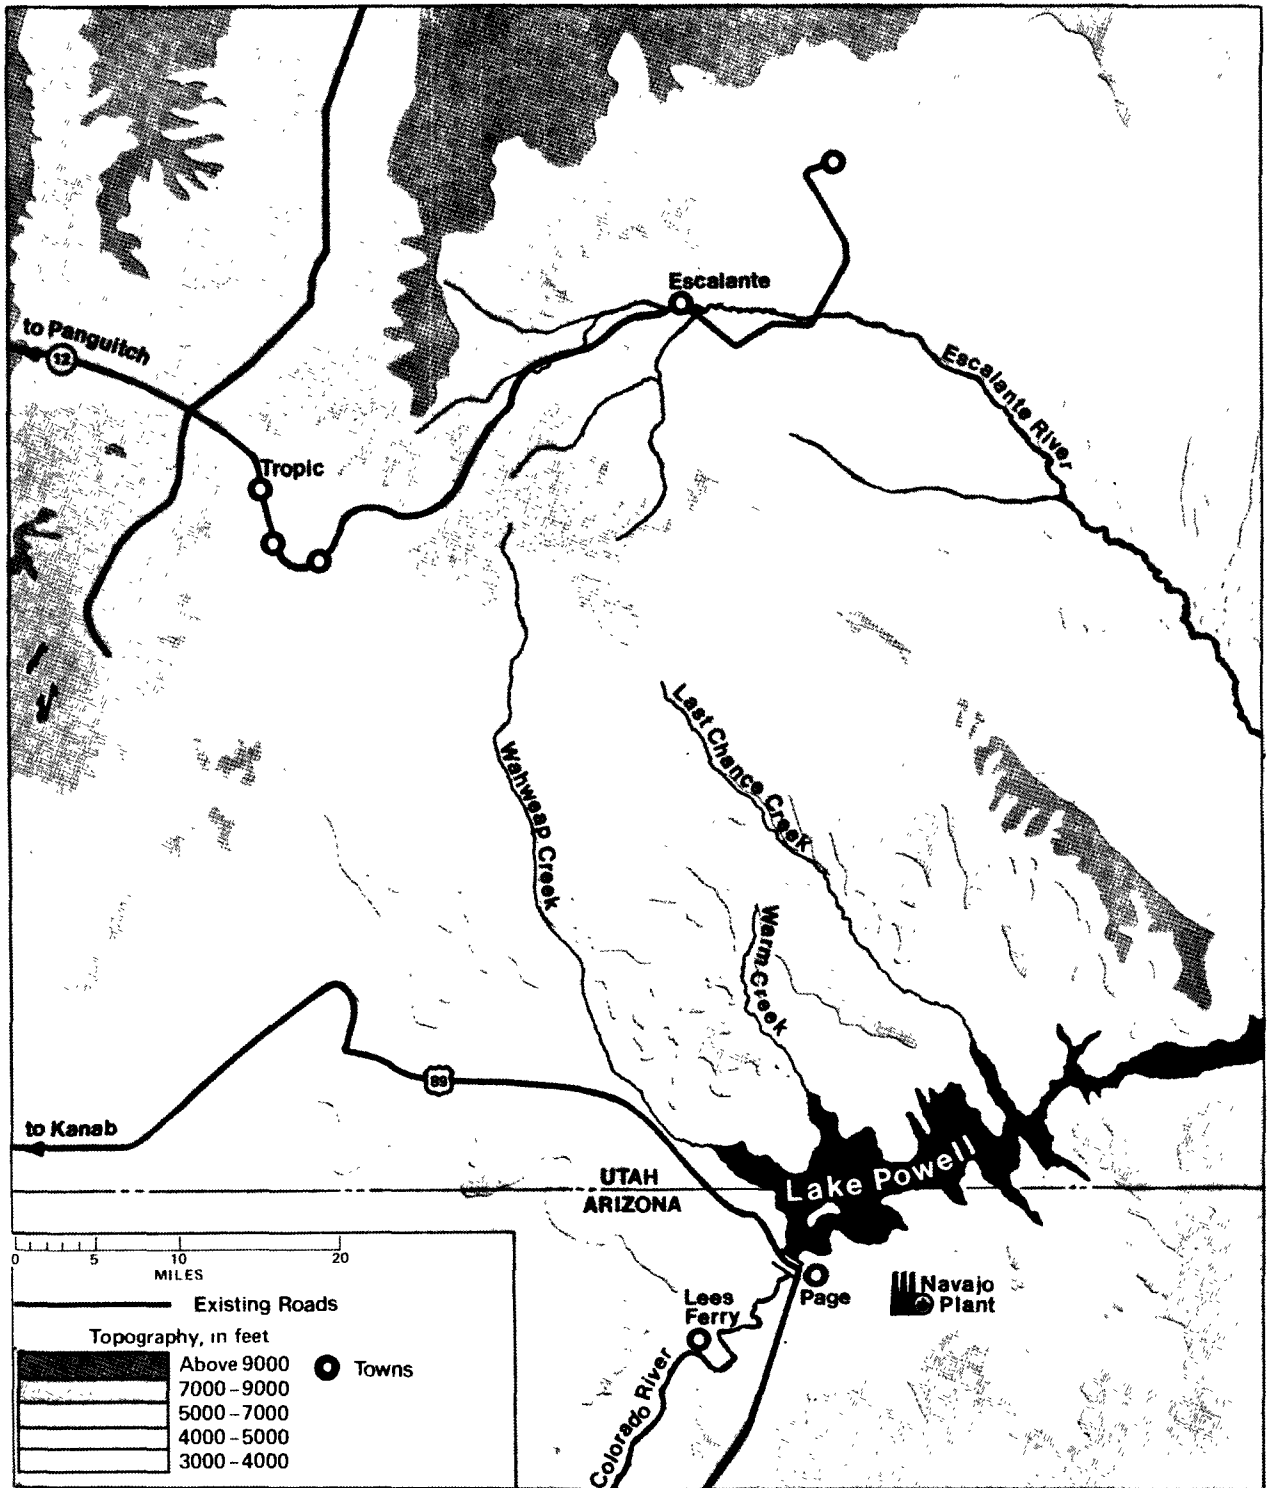 Escalante
to Panguitch
12
Escalante River
Tropic
Last Chance Creek
Wahweap Creek
Warm Creek
89
to Kanab
UTAH
ARIZONA
Lake Powell
0 5 10 20
MILES
Existing Roads
Topography, in feet
Above 9000
7000-9000
5000-7000
4000-5000
3000-4000
Towns
Lees
Ferry
Page
Navajo
Plant
Colorado River